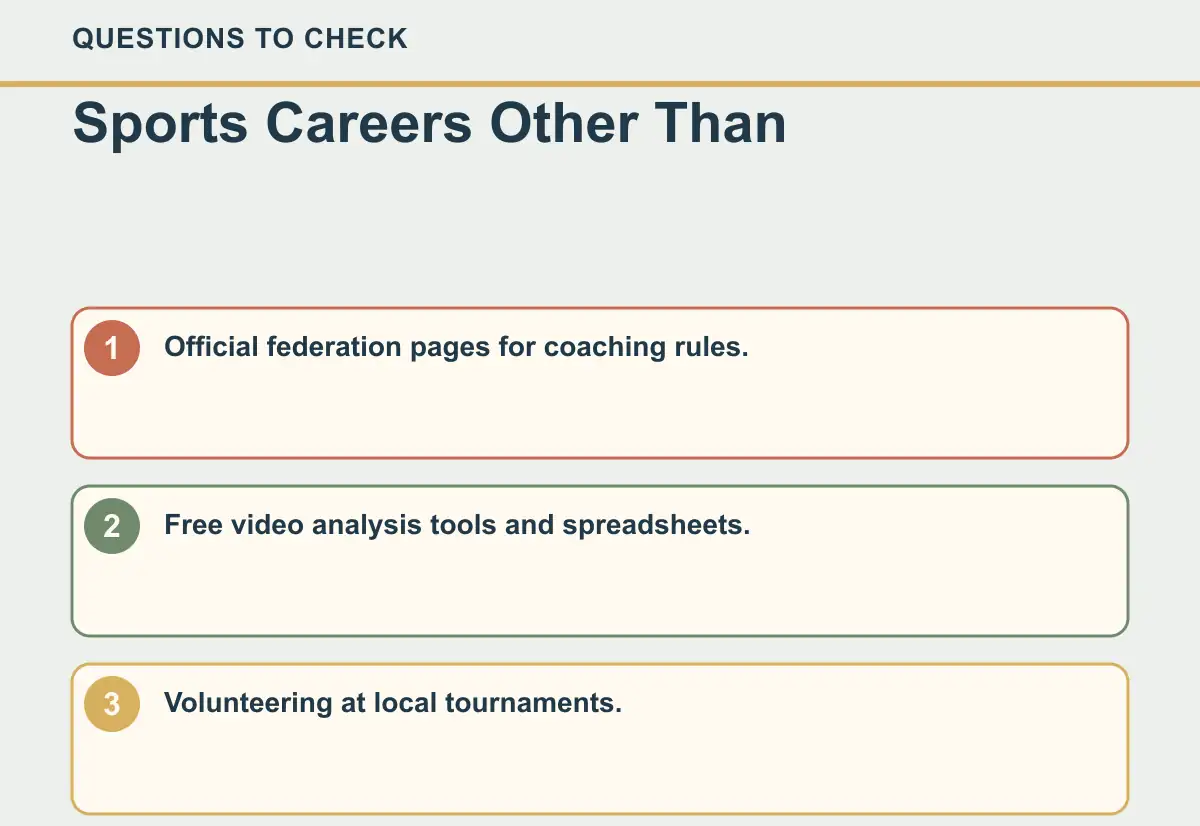 QUESTIONS TO CHECK
Sports Careers Other Than
1 Official federation pages for coaching rules.
2 Free video analysis tools and spreadsheets.
3 Volunteering at local tournaments.